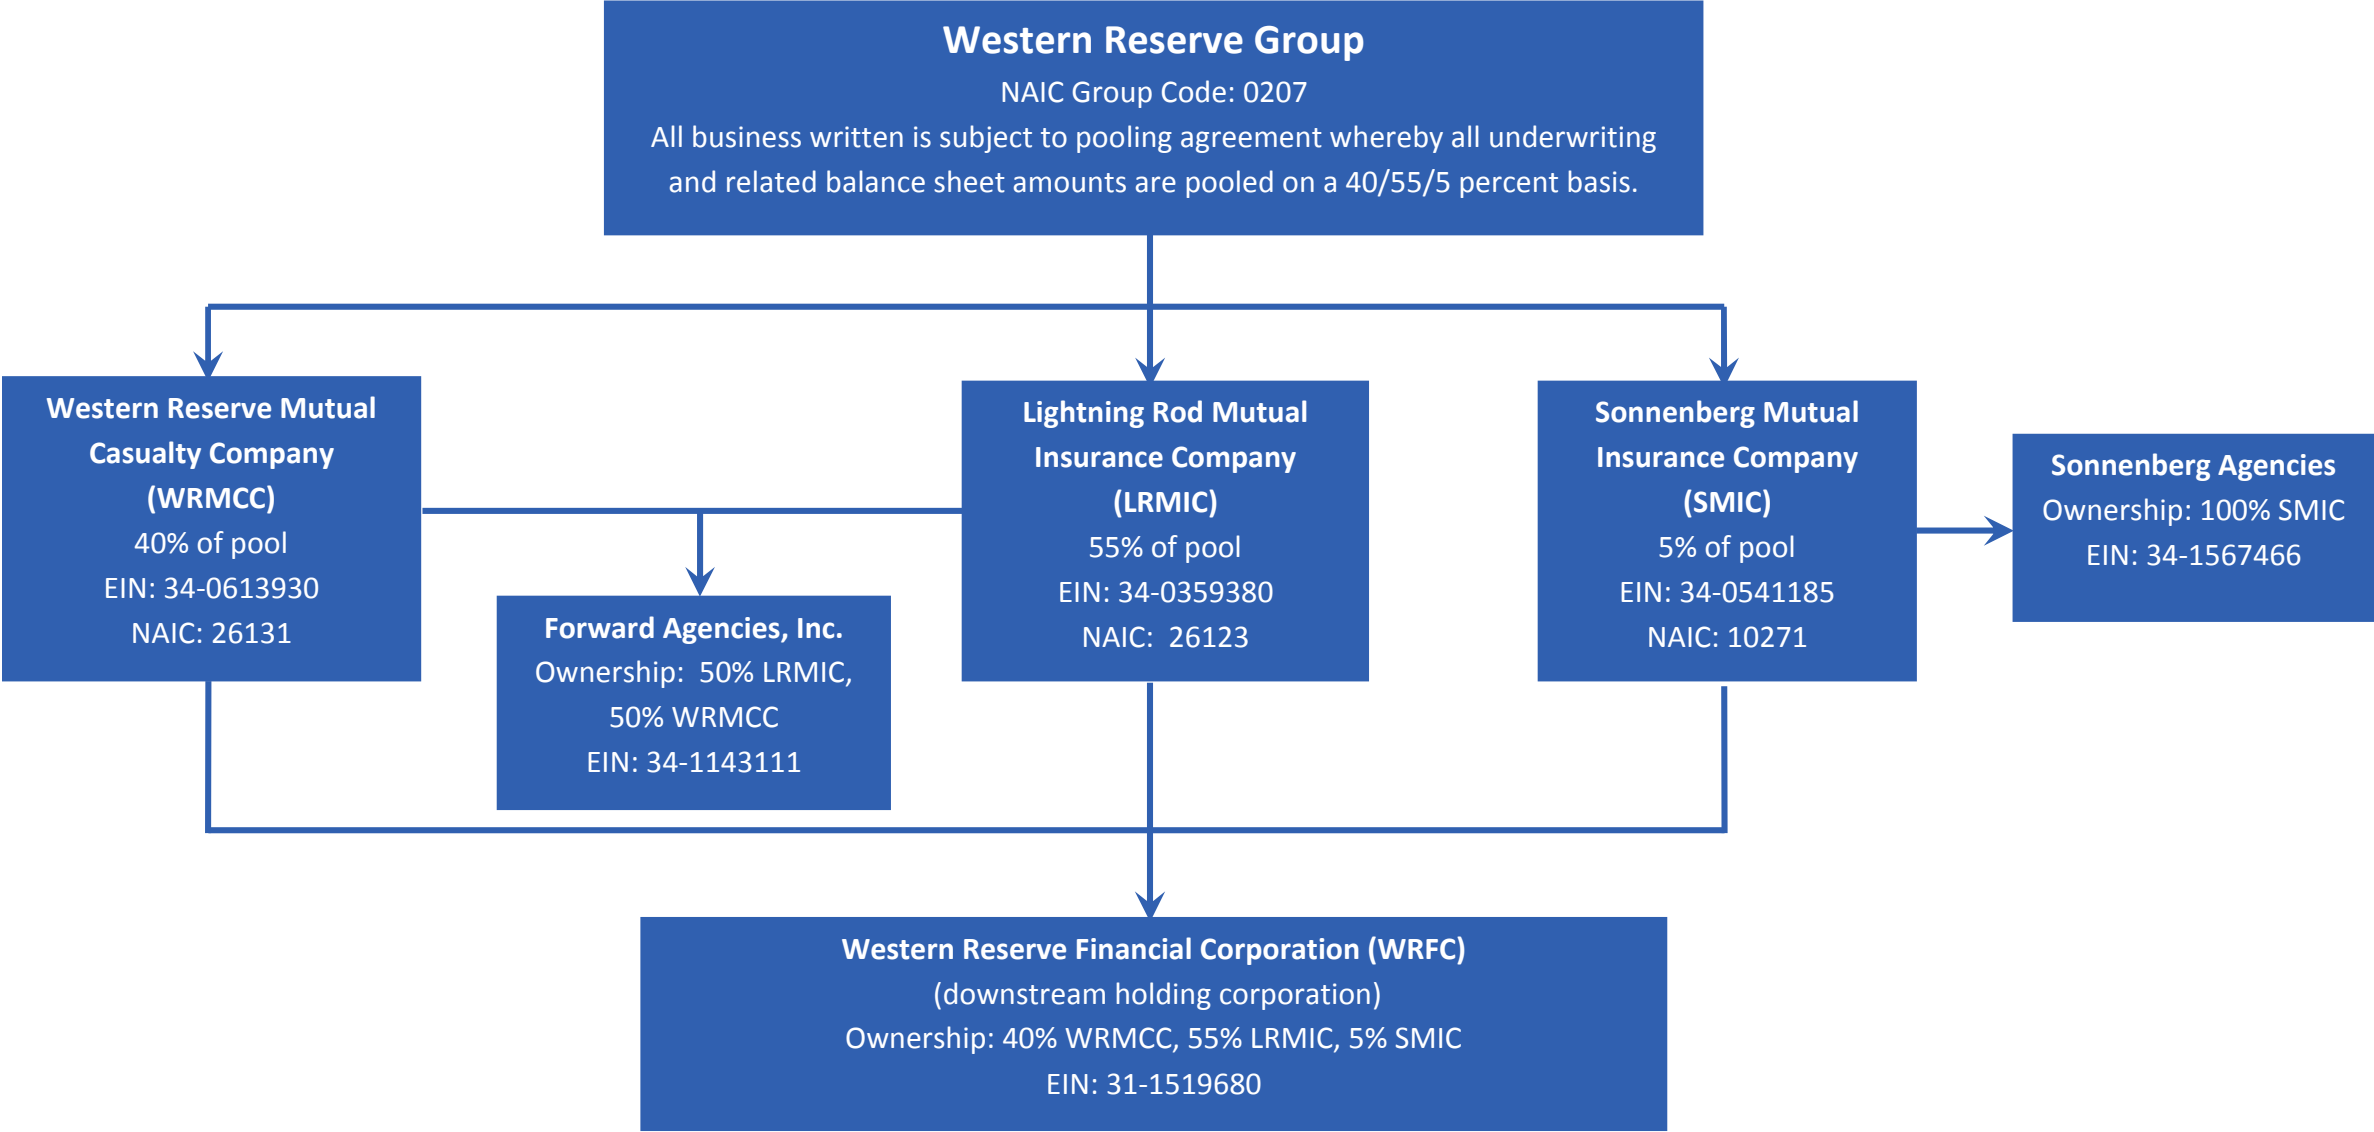 Western Reserve Group
NAIC Group Code: 0207
All business written is subject to pooling agreement whereby all underwriting
and related balance sheet amounts are pooled on a 40/55/5 percent basis.
Western Reserve Mutual
Casualty Company
(WRMCC)
40% of pool
EIN: 34-0613930
NAIC: 26131
Forward Agencies, Inc.
Ownership:  50% LRMIC,
50% WRMCC
EIN: 34-1143111
Lightning Rod Mutual
Insurance Company
(LRMIC)
55% of pool
EIN: 34-0359380
NAIC:  26123
Sonnenberg Mutual
Insurance Company
(SMIC)
5% of pool
EIN: 34-0541185
NAIC: 10271
Sonnenberg Agencies
Ownership: 100% SMIC
EIN: 34-1567466
Western Reserve Financial Corporation (WRFC)
(downstream holding corporation)
Ownership: 40% WRMCC, 55% LRMIC, 5% SMIC
EIN: 31-1519680